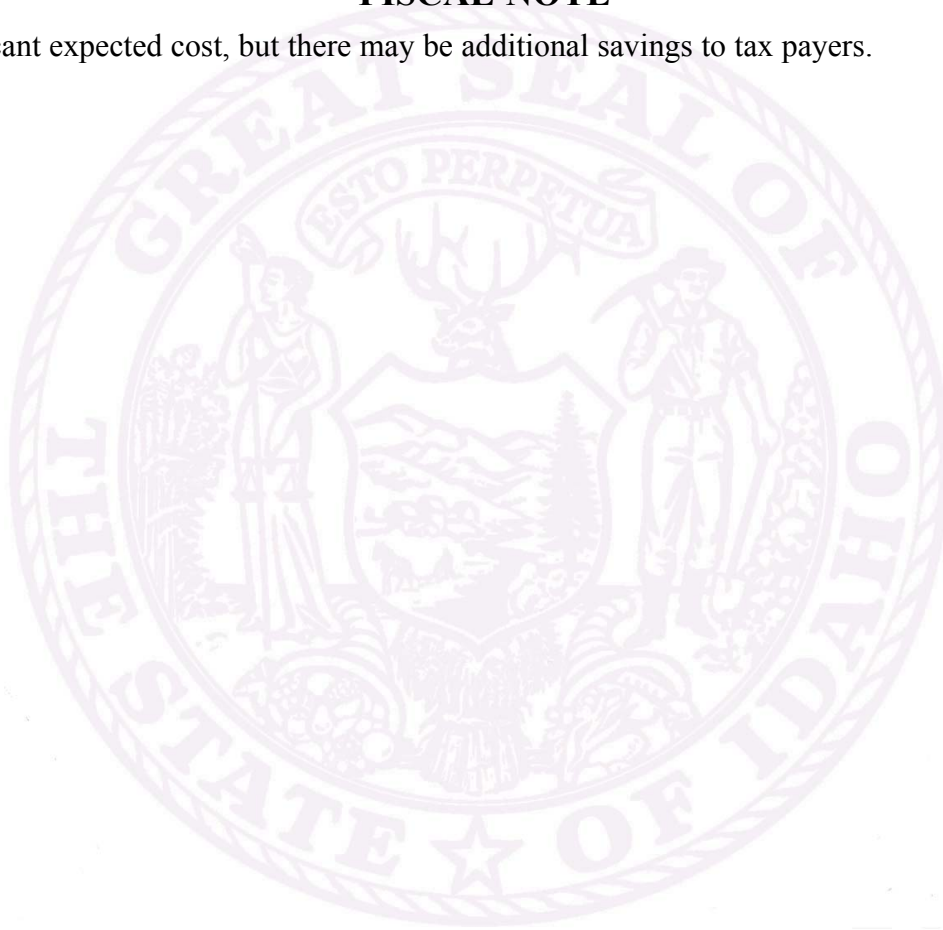 FISCAL NOTE
cant expected cost, but there may be additional savings to tax payers.
GREAT SEAL OF
ESTO PERPETUA
THE STATE OF IDAHO